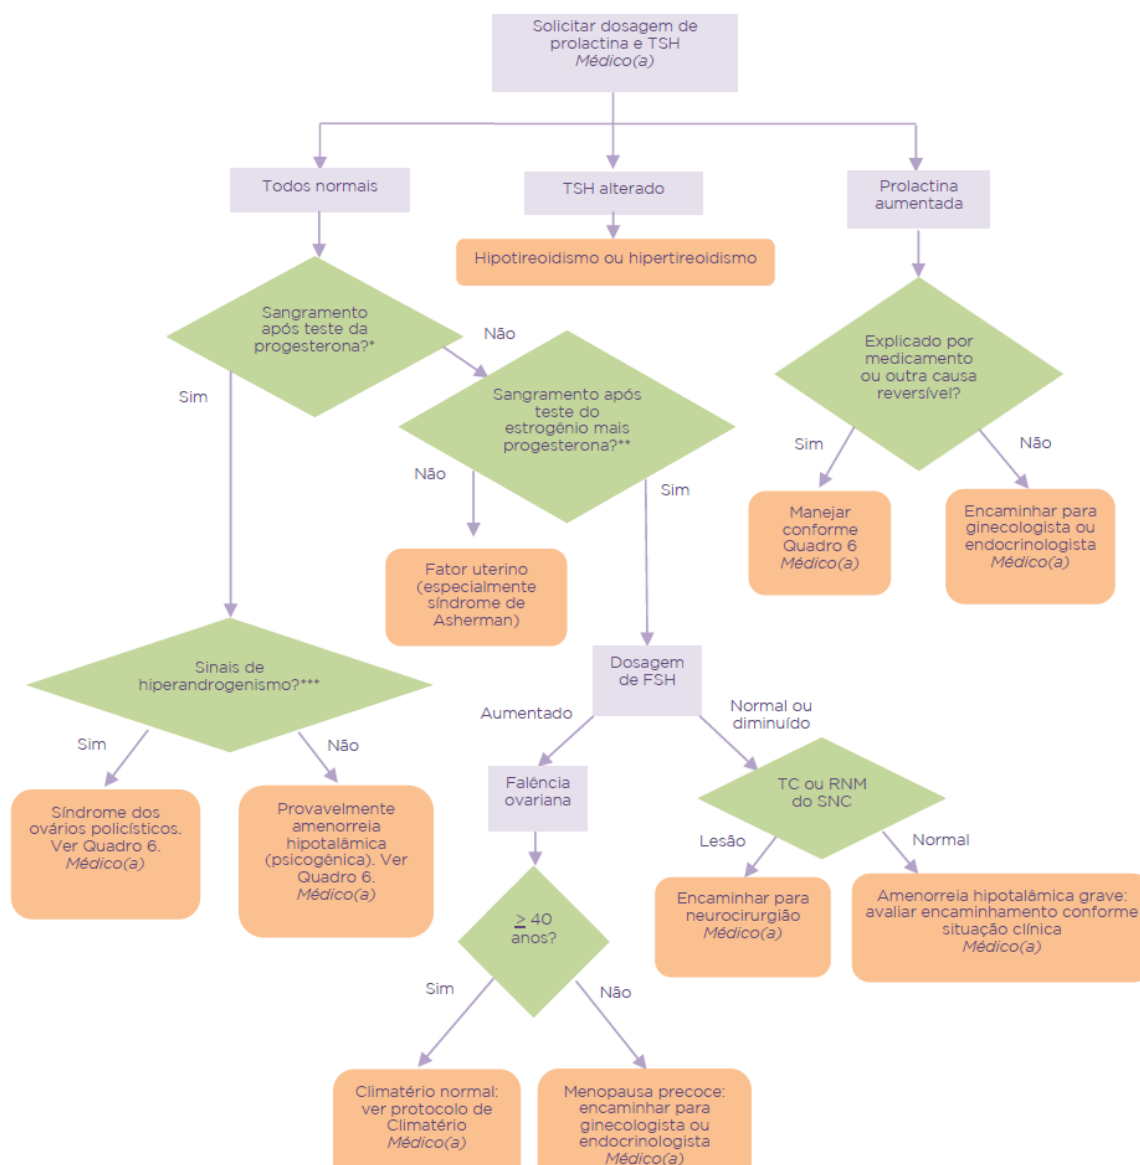 Solicitar dosagem de
prolactina e TSH
Médico(a)
Todos normais
TSH alterado
Prolactina
aumentada
Hipotireoidismo ou hipertireoidismo
Sangramento
após teste da
progesterona?*
Não
Sim
Sangramento após
teste do
estrogênio mais
progesterona?**
Não
Sim
Explicado por
medicamento
ou outra causa
reversível?
Sim
Não
Manejar
conforme
Quadro 6
Médico(a)
Encaminhar para
ginecologista ou
endocrinologista
Médico(a)
Fator uterino
(especialmente
síndrome de
Asherman)
Sinais de
hiperandrogenismo?***
Sim
Não
Síndrome dos
ovários policísticos.
Ver Quadro 6.
Médico(a)
Provavelmente
amenorreia
hipotalâmica
(psicogênica). Ver
Quadro 6.
Médico(a)
Dosagem
de FSH
Aumentado
Normal ou
diminuído
Falência
ovariana
TC ou RNM
do SNC
Lesão
Normal
Encaminhar para
neurocirurgião
Médico(a)
Amenorreia hipotalâmica grave:
avaliar encaminhamento conforme
situação clínica
Médico(a)
≥ 40
anos?
Sim
Não
Climatério normal:
ver protocolo de
Climatério
Médico(a)
Menopausa precoce:
encaminhar para
ginecologista ou
endocrinologista
Médico(a)